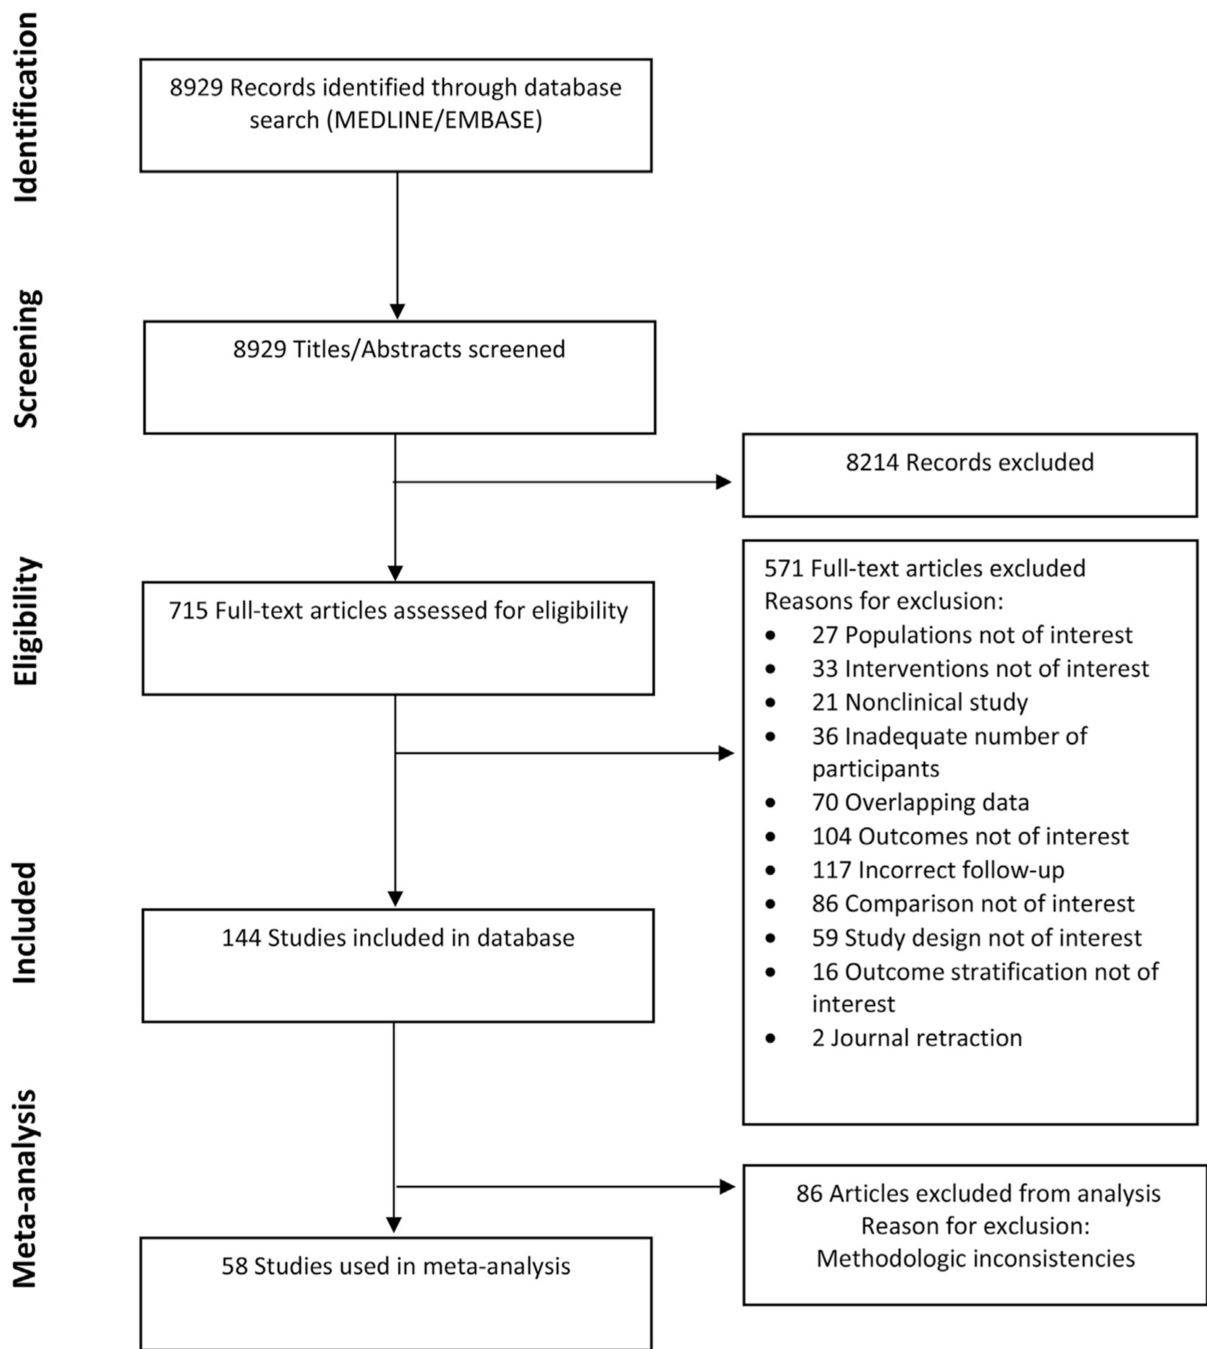 Identification
8929 Records identified through database
search (MEDLINE/EMBASE)
Screening
8929 Titles/Abstracts screened
8214 Records excluded
Eligibility
715 Full-text articles assessed for eligibility
571 Full-text articles excluded
Reasons for exclusion:
• 27 Populations not of interest
• 33 Interventions not of interest
• 21 Nonclinical study
• 36 Inadequate number of
participants
• 70 Overlapping data
• 104 Outcomes not of interest
• 117 Incorrect follow-up
• 86 Comparison not of interest
• 59 Study design not of interest
• 16 Outcome stratification not of
interest
• 2 Journal retraction
Included
144 Studies included in database
Meta-analysis
86 Articles excluded from analysis
Reason for exclusion:
Methodologic inconsistencies
58 Studies used in meta-analysis